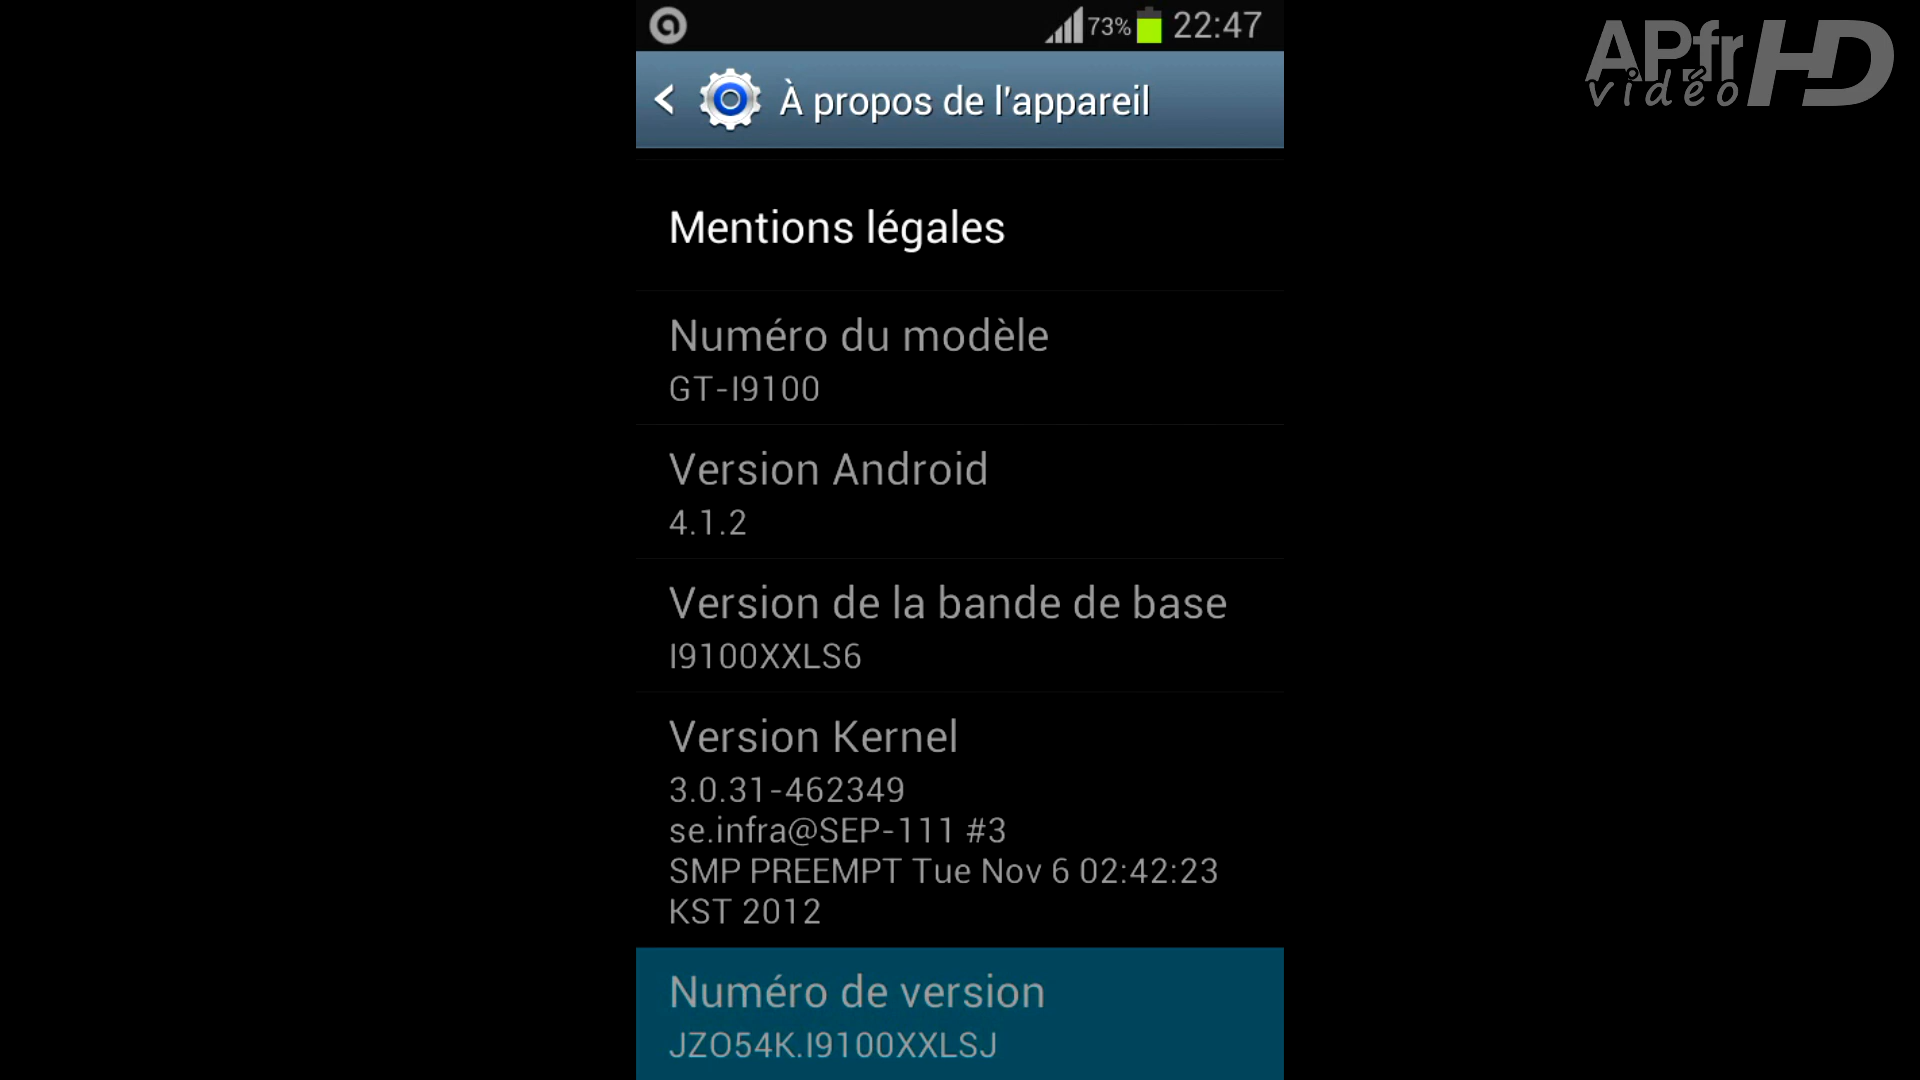 73% 22:47
APfr
vidéo HD
À propos de l'appareil
Mentions légales
Numéro du modèle
GT-I9100
Version Android
4.1.2
Version de la bande de base
I9100XXLS6
Version Kernel
3.0.31-462349
se.infra@SEP-111 #3
SMP PREEMPT Tue Nov 6 02:42:23
KST 2012
Numéro de version
JZO54K.I9100XXLSJ